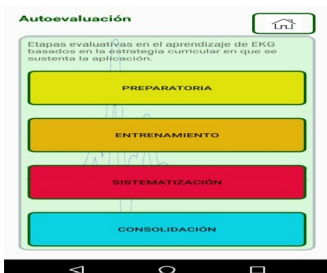 Autoevaluación
Etapas evaluativas en el aprendizaje de EKG
basados en la estrategia curricular en que se
sustenta la aplicación.
PREPARATORIA
ENTRENAMIENTO
SISTEMATIZACIÓN
CONSOLIDACIÓN